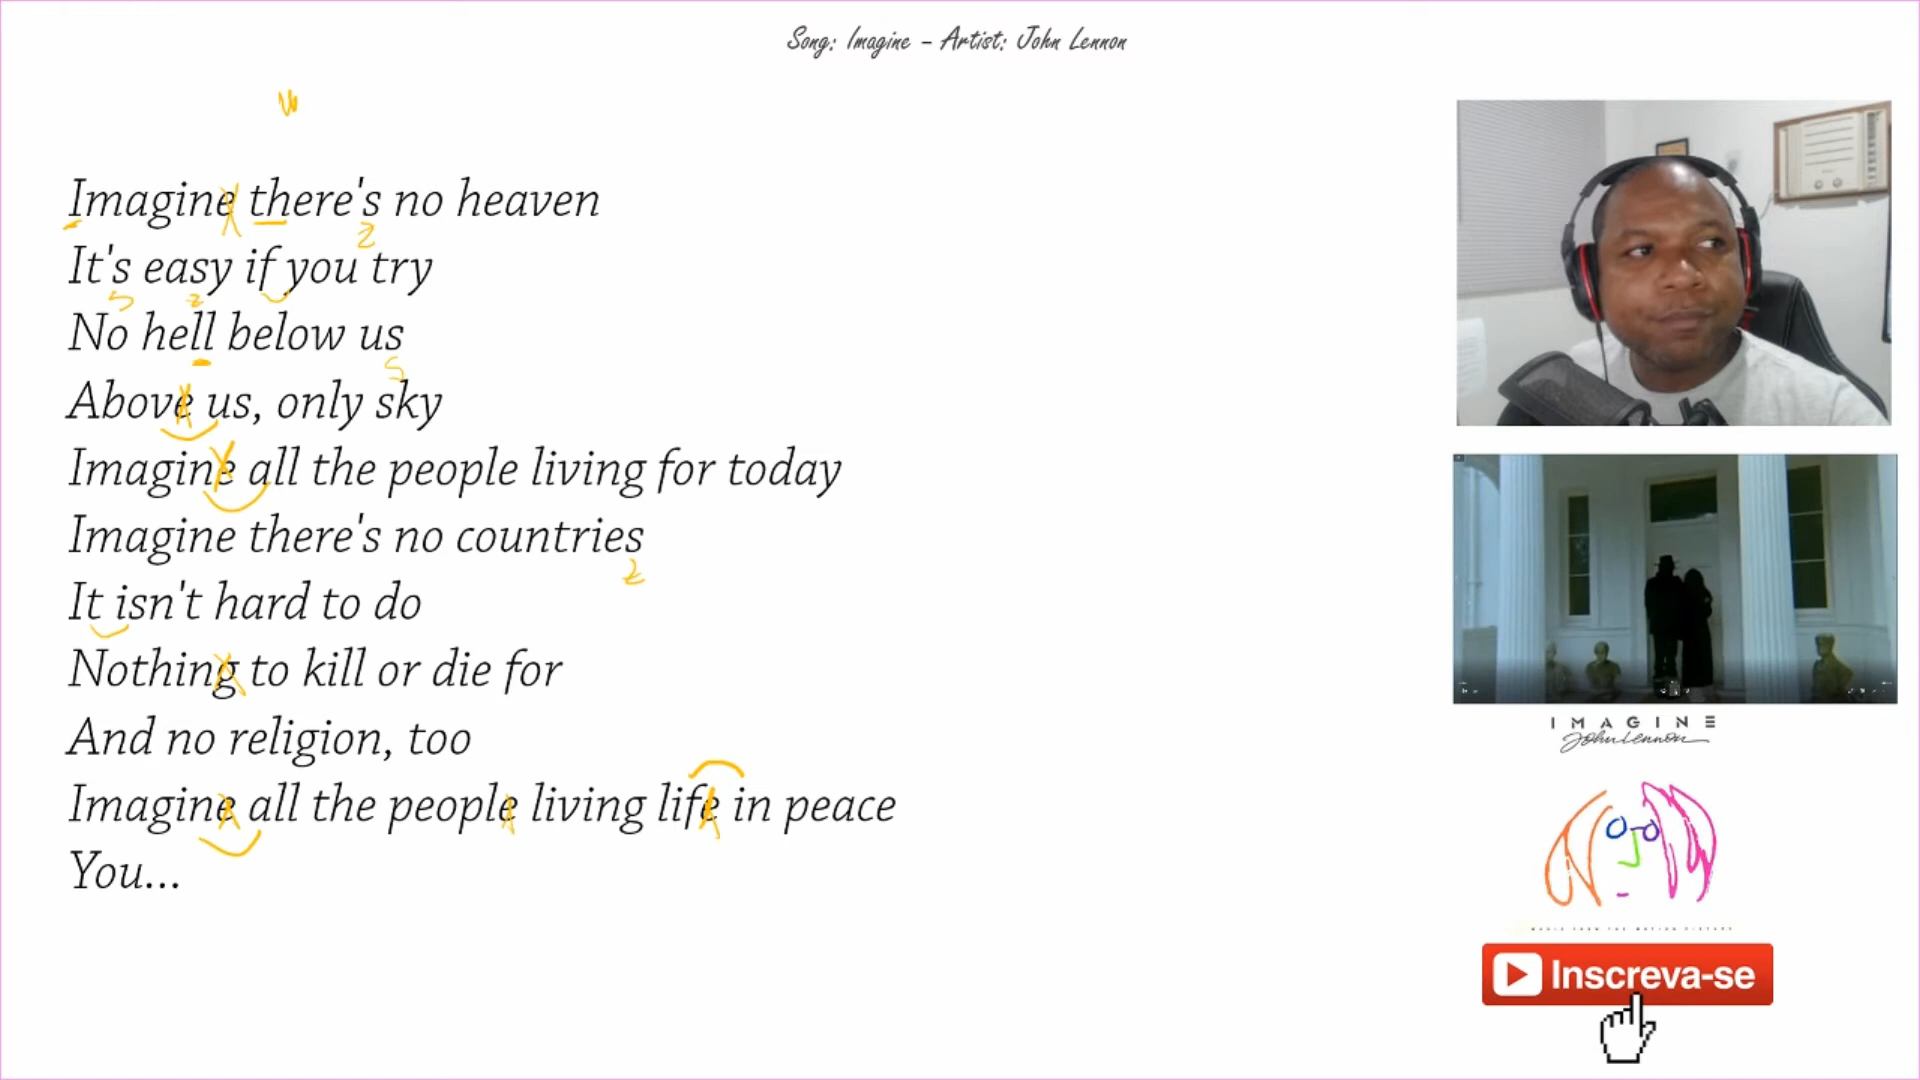 Song: Imagine – Artist: John Lennon
Imagine there's no heaven
z
It's easy if you try
s z
No hell below us
s
Above us, only sky
Imagine all the people living for today
Imagine there's no countries
z
It isn't hard to do
Nothing to kill or die for
And no religion, too
Imagine all the people living life in peace
You...
IMAGINE
John Lennon
Inscreva-se